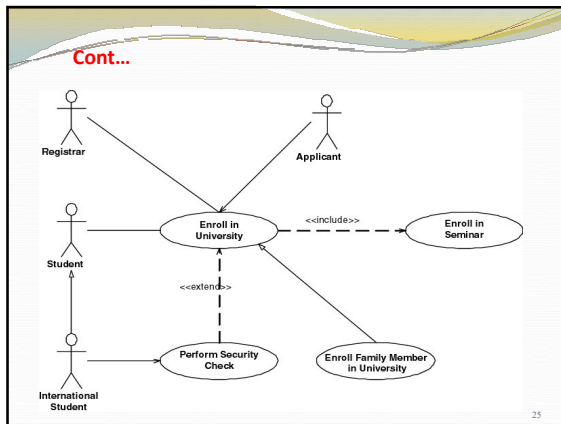 Cont...
Registrar
Applicant
Enroll in
University
<<include>>
Enroll in
Seminar
Student
<<extend>>
Perform Security
Check
Enroll Family Member
in University
International
Student
25